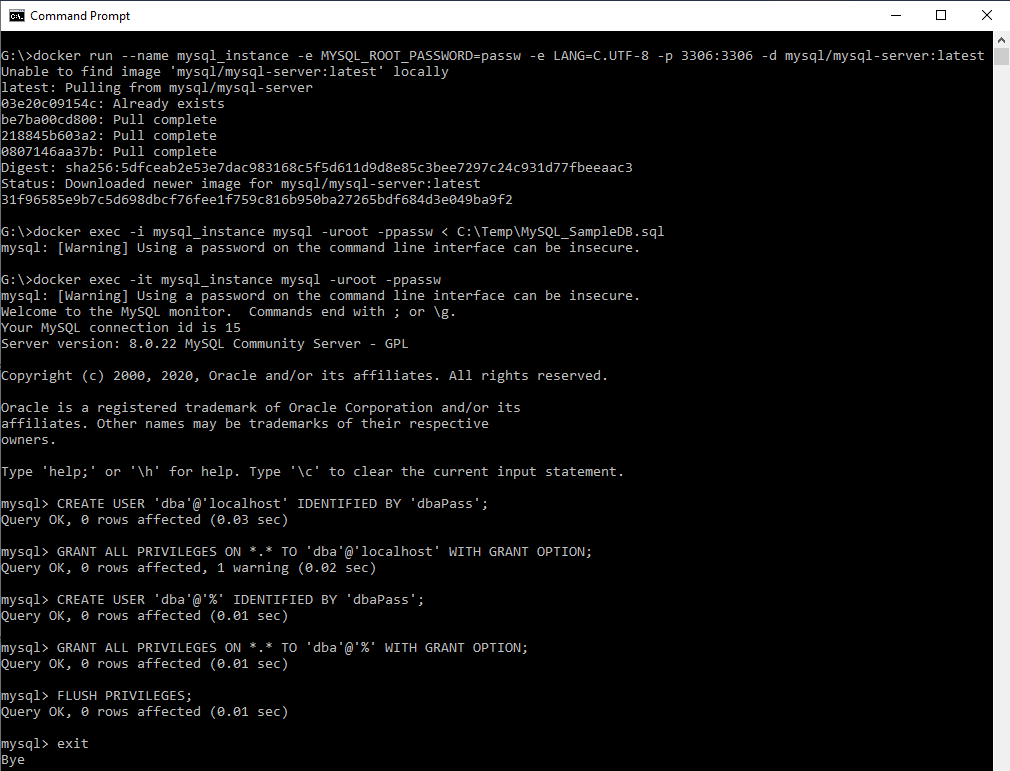 Command Prompt
G:\>docker run --name mysql_instance -e MYSQL_ROOT_PASSWORD=passw -e LANG=C.UTF-8 -p 3306:3306 -d mysql/mysql-server:latest
Unable to find image 'mysql/mysql-server:latest' locally
latest: Pulling from mysql/mysql-server
03e20c09154c: Already exists
be7ba00cd800: Pull complete
218845b603a2: Pull complete
0807146aa37b: Pull complete
Digest: sha256:5dfceab2e53e7dac983168c5f5d611d9d8e85c3bee7297c24c931d77fbeeaac3
Status: Downloaded newer image for mysql/mysql-server:latest
31f96585e9b7c5d698dbcf76fee1f759c816b950ba27265bdf684d3e049ba9f2
G:\>docker exec -i mysql_instance mysql -uroot -ppassw < C:\Temp\MySQL_SampleDB.sql
mysql: [Warning] Using a password on the command line interface can be insecure.
G:\>docker exec -it mysql_instance mysql -uroot -ppassw
mysql: [Warning] Using a password on the command line interface can be insecure.
Welcome to the MySQL monitor.  Commands end with ; or \g.
Your MySQL connection id is 15
Server version: 8.0.22 MySQL Community Server - GPL
Copyright (c) 2000, 2020, Oracle and/or its affiliates. All rights reserved.
Oracle is a registered trademark of Oracle Corporation and/or its
affiliates. Other names may be trademarks of their respective
owners.
Type 'help;' or '\h' for help. Type '\c' to clear the current input statement.
mysql> CREATE USER 'dba'@'localhost' IDENTIFIED BY 'dbaPass';
Query OK, 0 rows affected (0.03 sec)
mysql> GRANT ALL PRIVILEGES ON *.* TO 'dba'@'localhost' WITH GRANT OPTION;
Query OK, 0 rows affected, 1 warning (0.02 sec)
mysql> CREATE USER 'dba'@'%' IDENTIFIED BY 'dbaPass';
Query OK, 0 rows affected (0.01 sec)
mysql> GRANT ALL PRIVILEGES ON *.* TO 'dba'@'%' WITH GRANT OPTION;
Query OK, 0 rows affected (0.01 sec)
mysql> FLUSH PRIVILEGES;
Query OK, 0 rows affected (0.01 sec)
mysql> exit
Bye